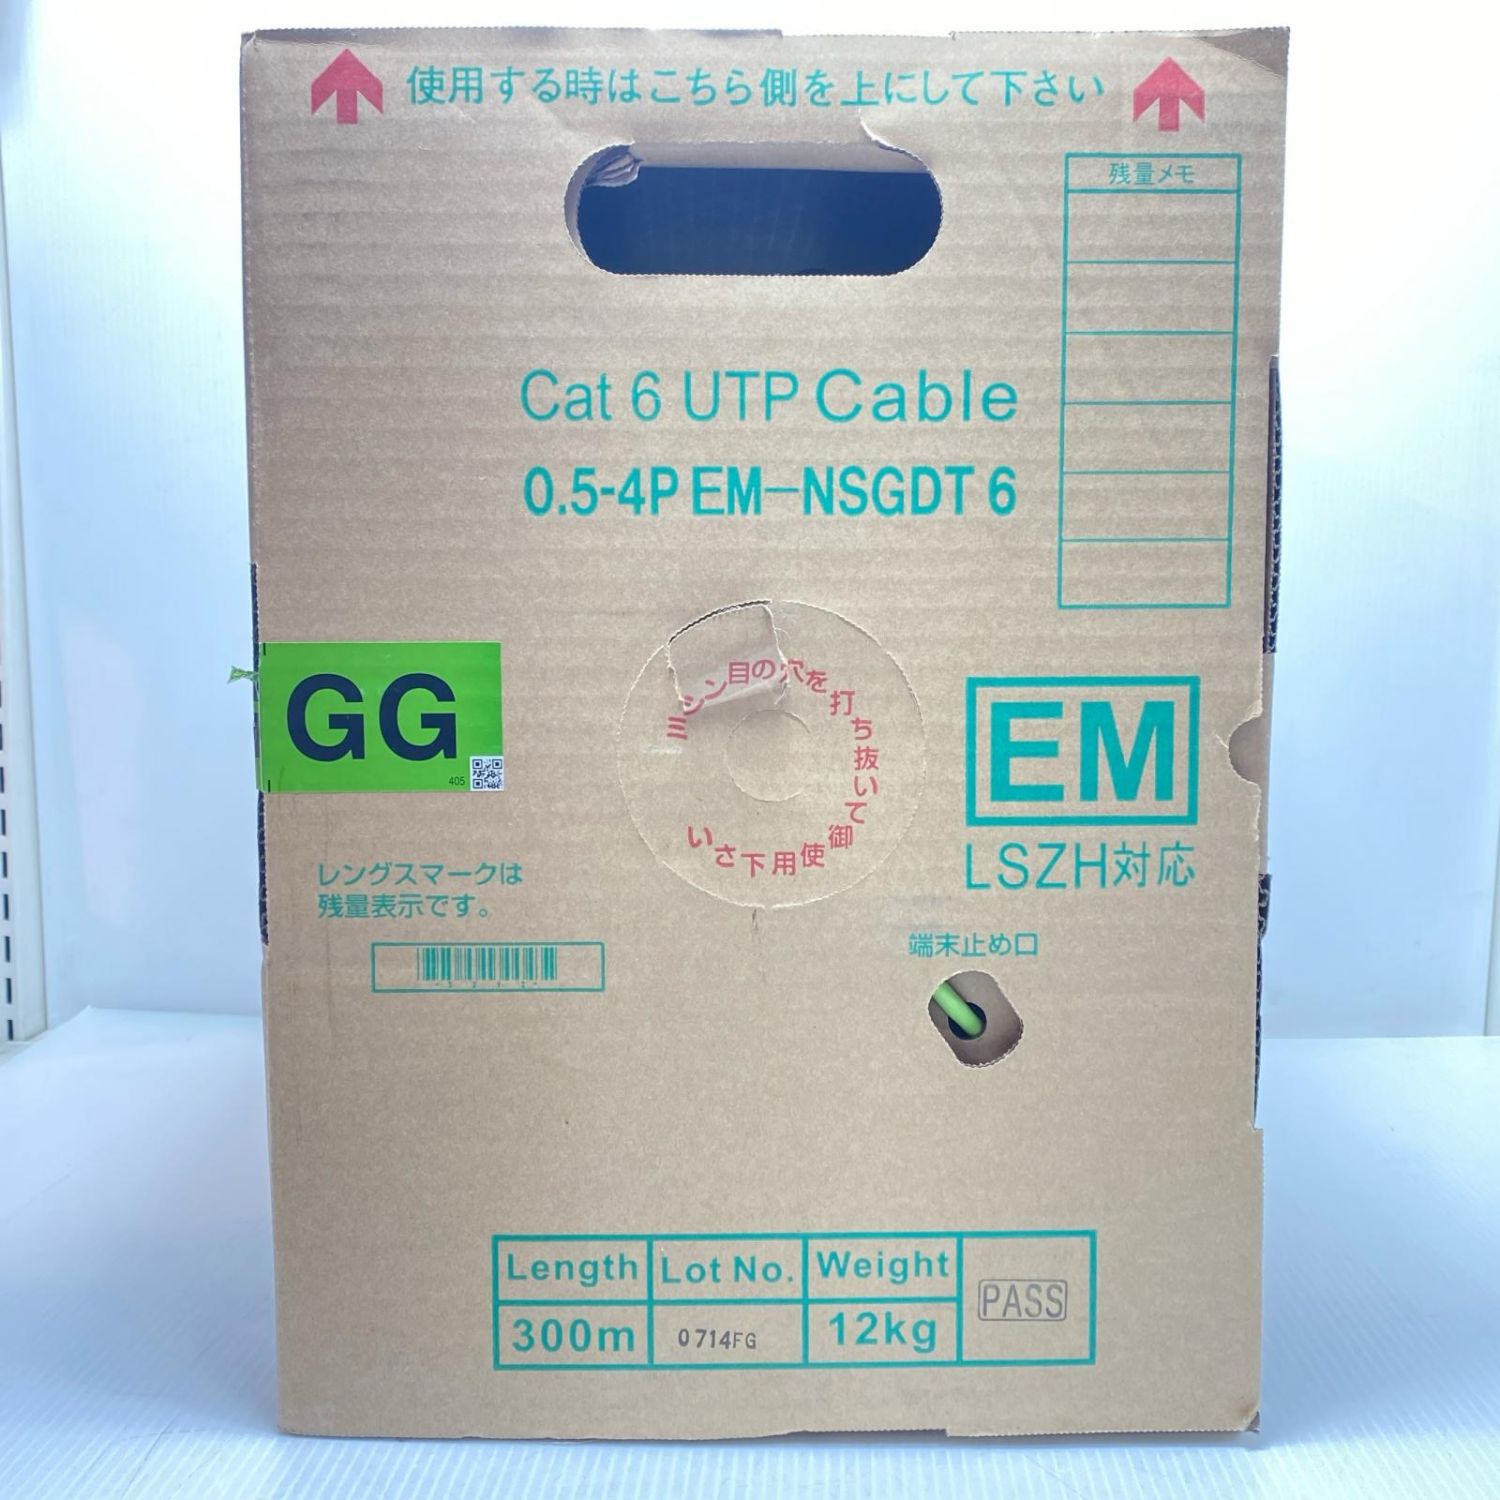 使用する時はこちら側を上にして下さい
残量メモ
Cat 6 UTP Cable
0.5-4P EM-NSGDT 6
ミシン目の穴を打ち抜いて御使用下さい
GG
405
EM
LSZH対応
レングスマークは
残量表示です。
端末止め口
Length Lot No. Weight
300m 0714FG 12kg
PASS